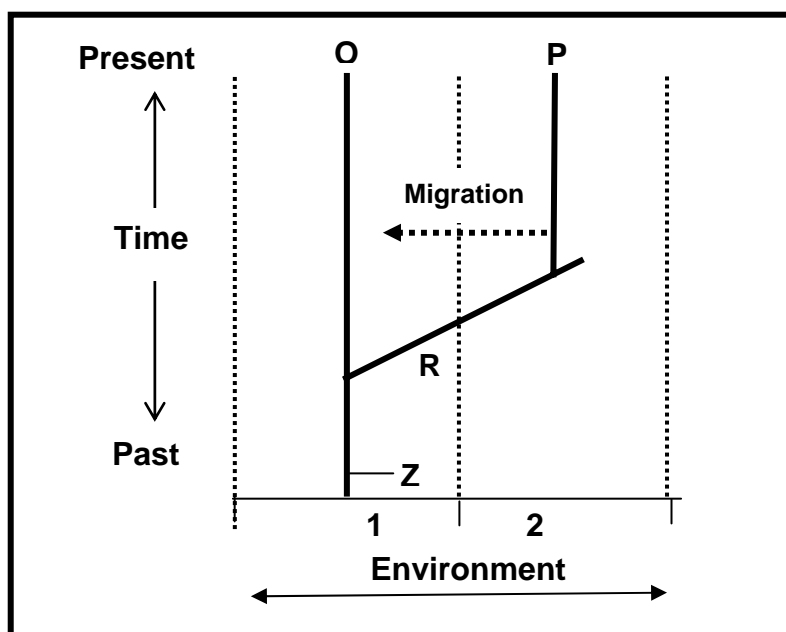 Present
O
P
Migration
Time
R
Past
Z
1
2
Environment